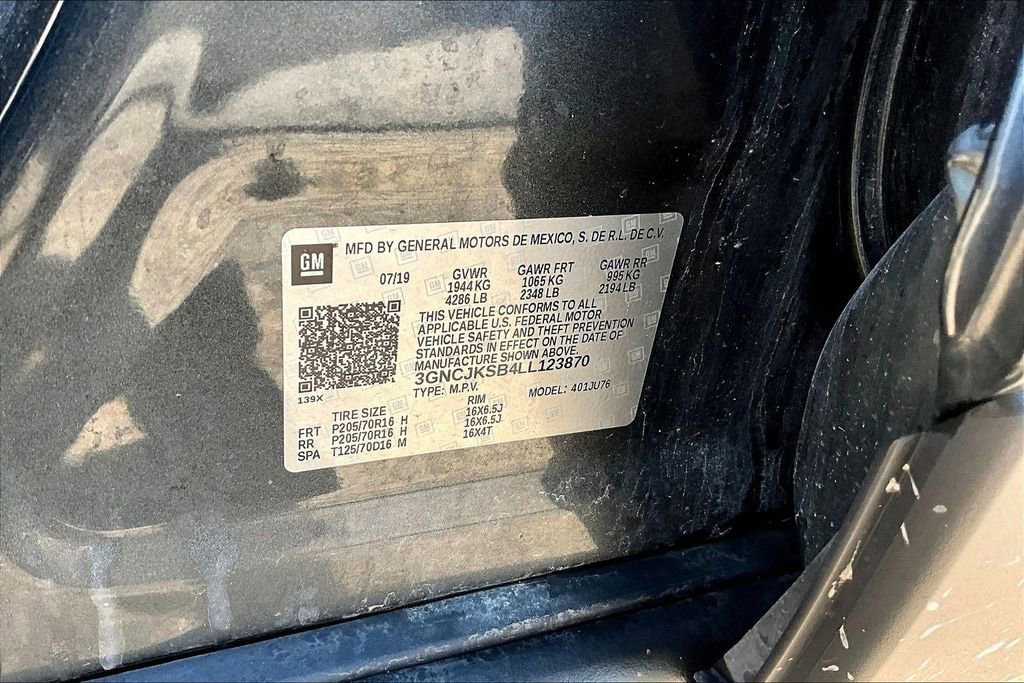 GM MFD BY GENERAL MOTORS DE MEXICO, S. DE R.L. DE C.V.
07/19 GVWR GAWR FRT GAWR RR
1944 KG 1065 KG 995 KG
4286 LB 2348 LB 2194 LB
THIS VEHICLE CONFORMS TO ALL
APPLICABLE U.S. FEDERAL MOTOR
VEHICLE SAFETY AND THEFT PREVENTION
STANDARDS IN EFFECT ON THE DATE OF
MANUFACTURE SHOWN ABOVE.
3GNCJKSB4LL123870
TYPE: M.P.V. MODEL: 401JU76
139X
TIRE SIZE RIM
FRT P205/70R16 H 16X6.5J
RR P205/70R16 H 16X6.5J
SPA T125/70D16 M 16X4T